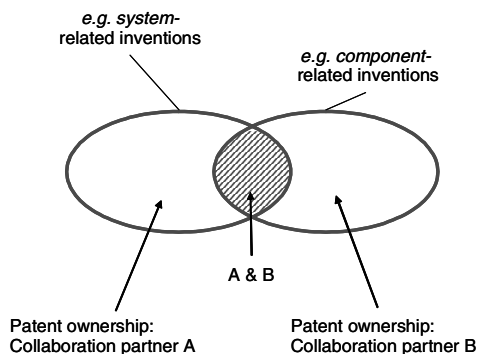 e.g. system-
related inventions
e.g. component-
related inventions
A & B
Patent ownership:
Collaboration partner A
Patent ownership:
Collaboration partner B